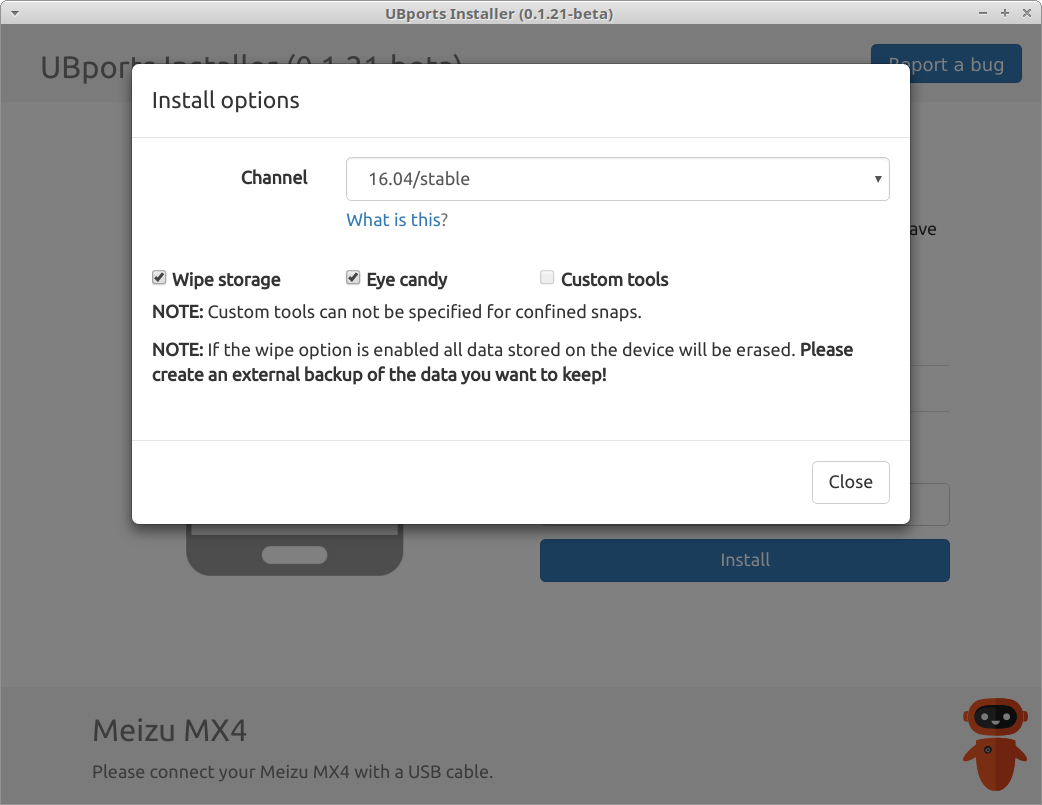 UBports Installer (0.1.21-beta)
UBports Installer (0.1.21-beta)
Report a bug
Install options
Channel
16.04/stable
What is this?
ave
Wipe storage
Eye candy
Custom tools
NOTE: Custom tools can not be specified for confined snaps.
NOTE: If the wipe option is enabled all data stored on the device will be erased. Please
create an external backup of the data you want to keep!
Close
Install
Meizu MX4
Please connect your Meizu MX4 with a USB cable.